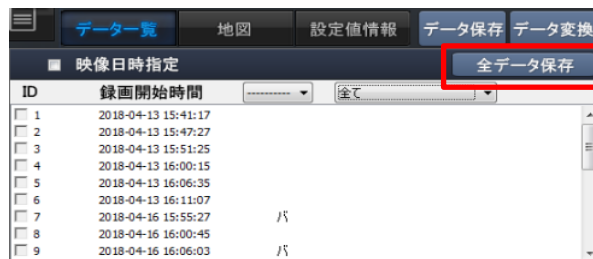 データ一覧 地図 設定値情報 データ保存 データ変換
映像日時指定 全データ保存
ID 録画開始時間 ---------- 全て
1 2018-04-13 15:41:17
2 2018-04-13 15:47:27
3 2018-04-13 15:51:25
4 2018-04-13 16:00:15
5 2018-04-13 16:06:35
6 2018-04-13 16:11:07
7 2018-04-16 15:55:27 バ
8 2018-04-16 16:00:45
9 2018-04-16 16:06:03 バ